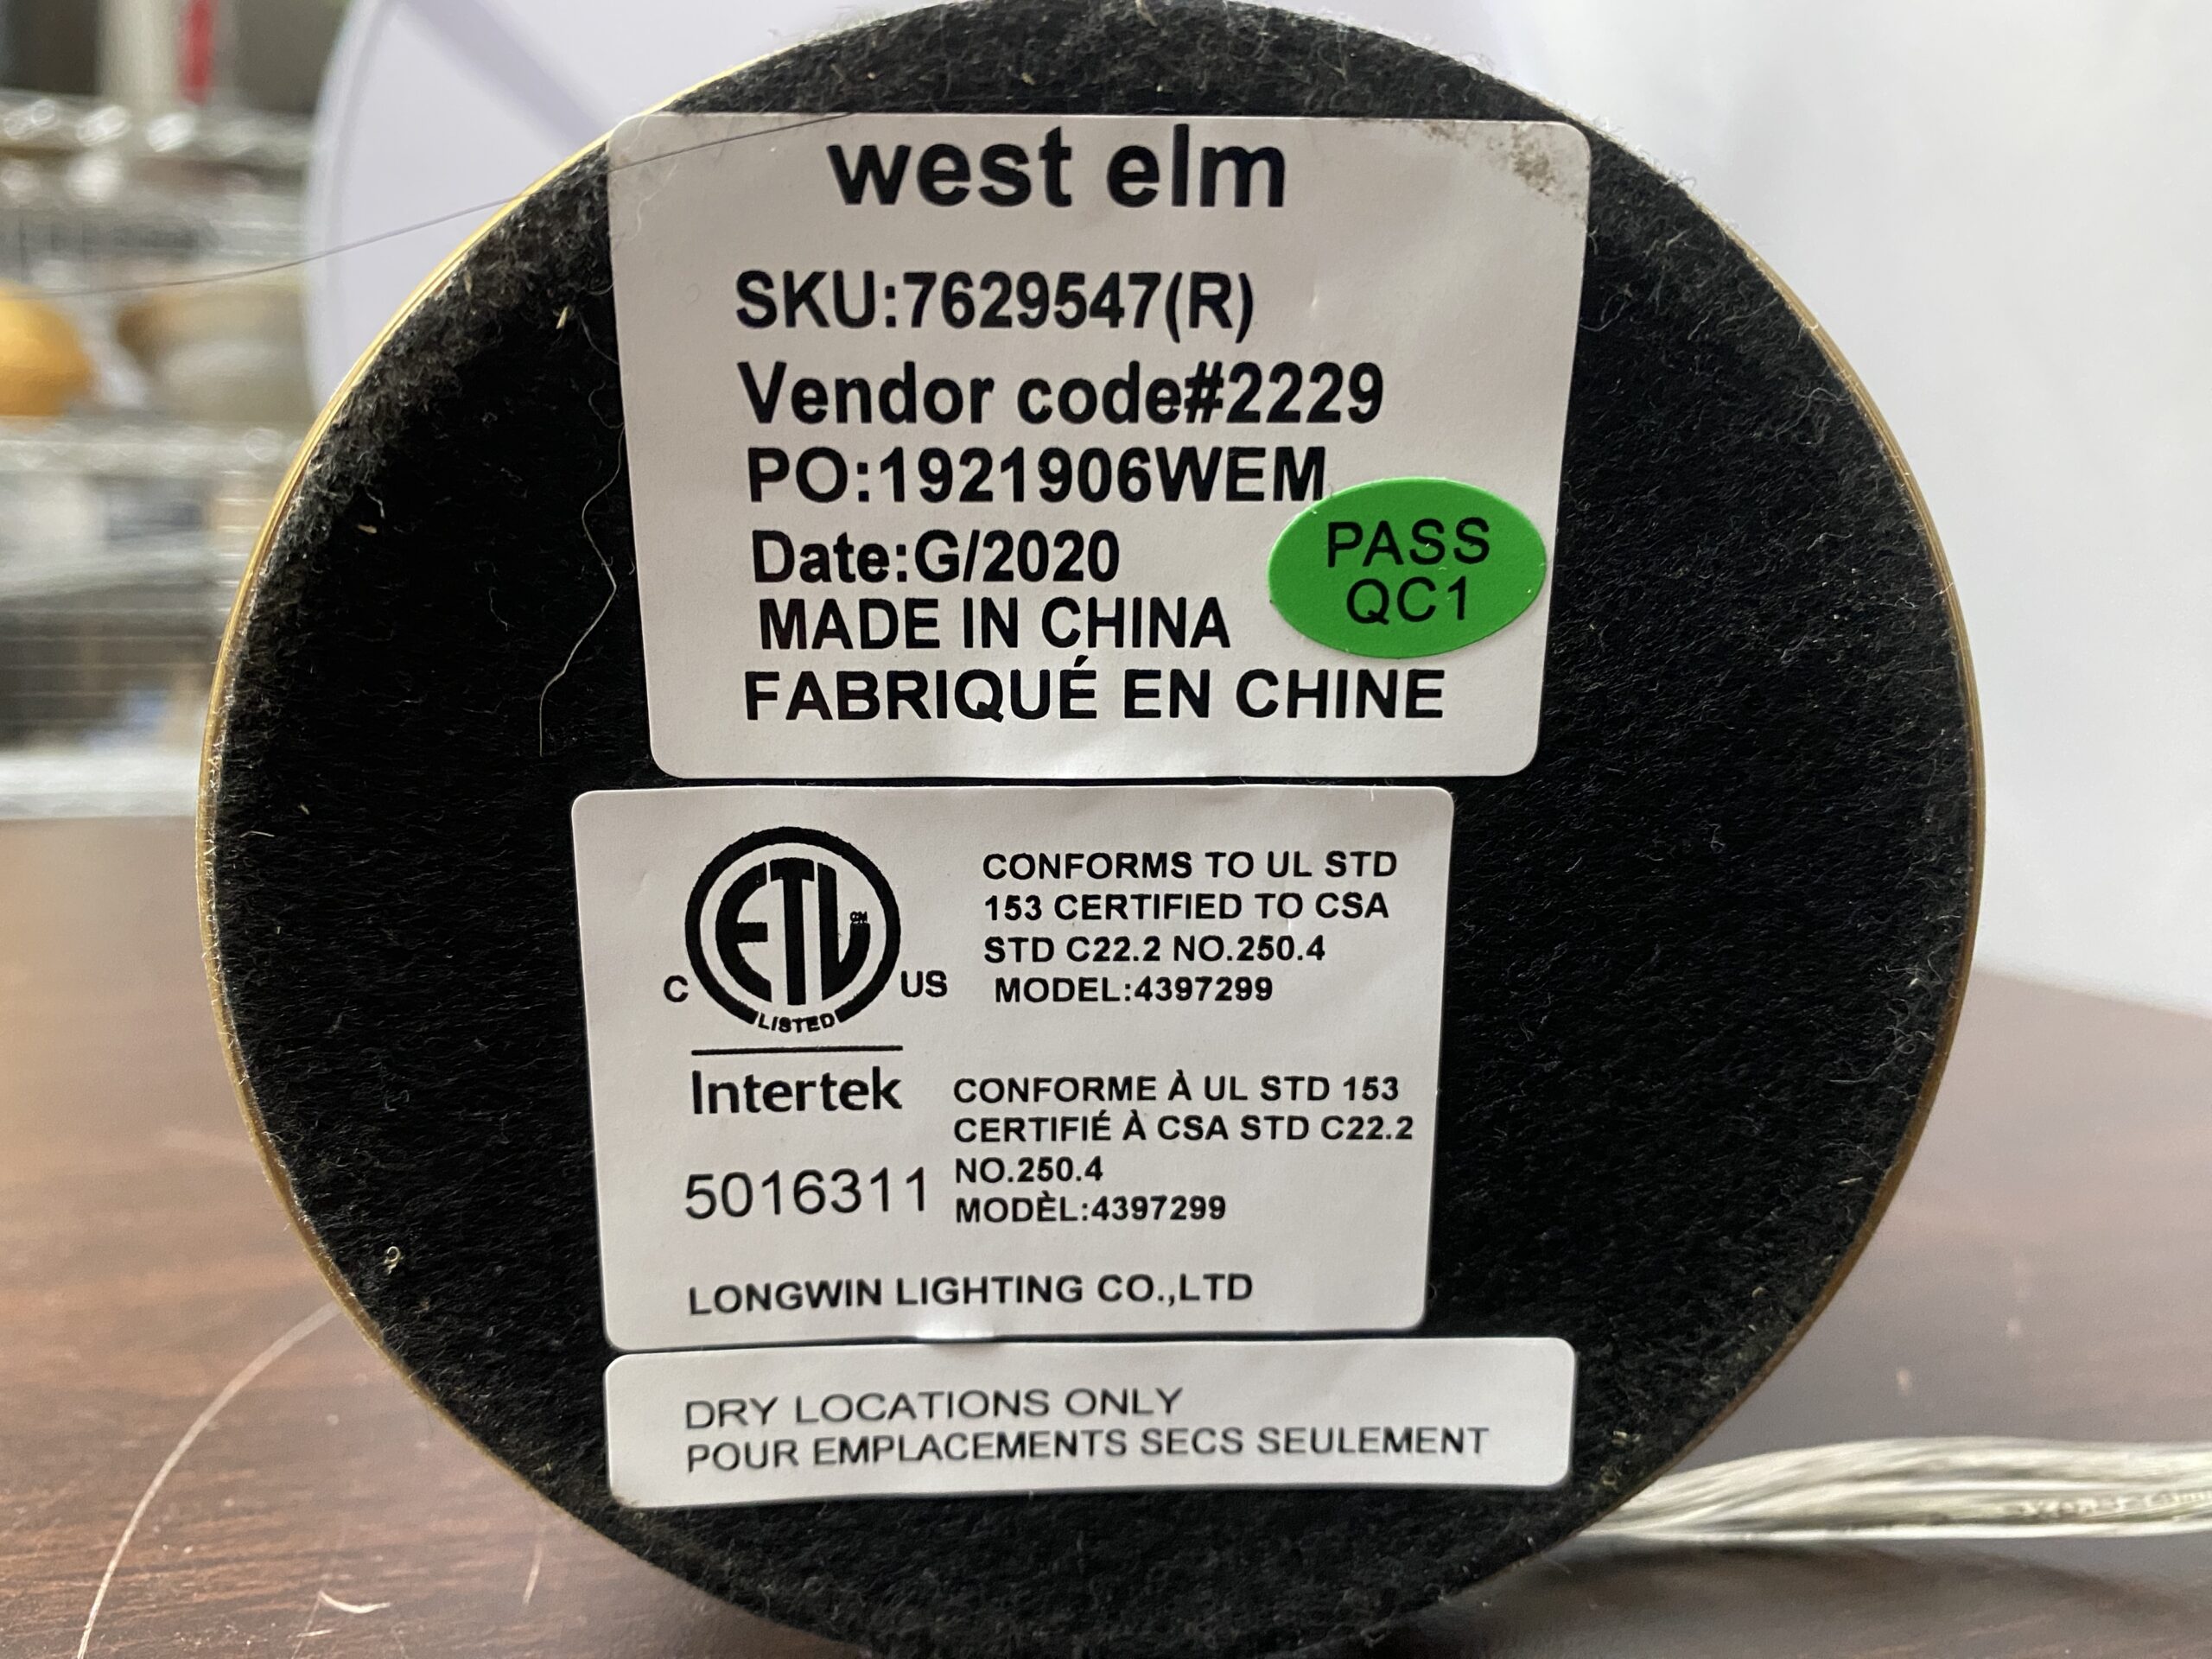 west elm
SKU:7629547(R)
Vendor code#2229
PO:1921906WEM
Date:G/2020
MADE IN CHINA
FABRIQUÉ EN CHINE
PASS
QC1
ETL
CM
C
US
LISTED
Intertek
5016311
CONFORMS TO UL STD
153 CERTIFIED TO CSA
STD C22.2 NO.250.4
MODEL:4397299
CONFORME À UL STD 153
CERTIFIÉ À CSA STD C22.2
NO.250.4
MODÈL:4397299
LONGWIN LIGHTING CO.,LTD
DRY LOCATIONS ONLY
POUR EMPLACEMENTS SECS SEULEMENT